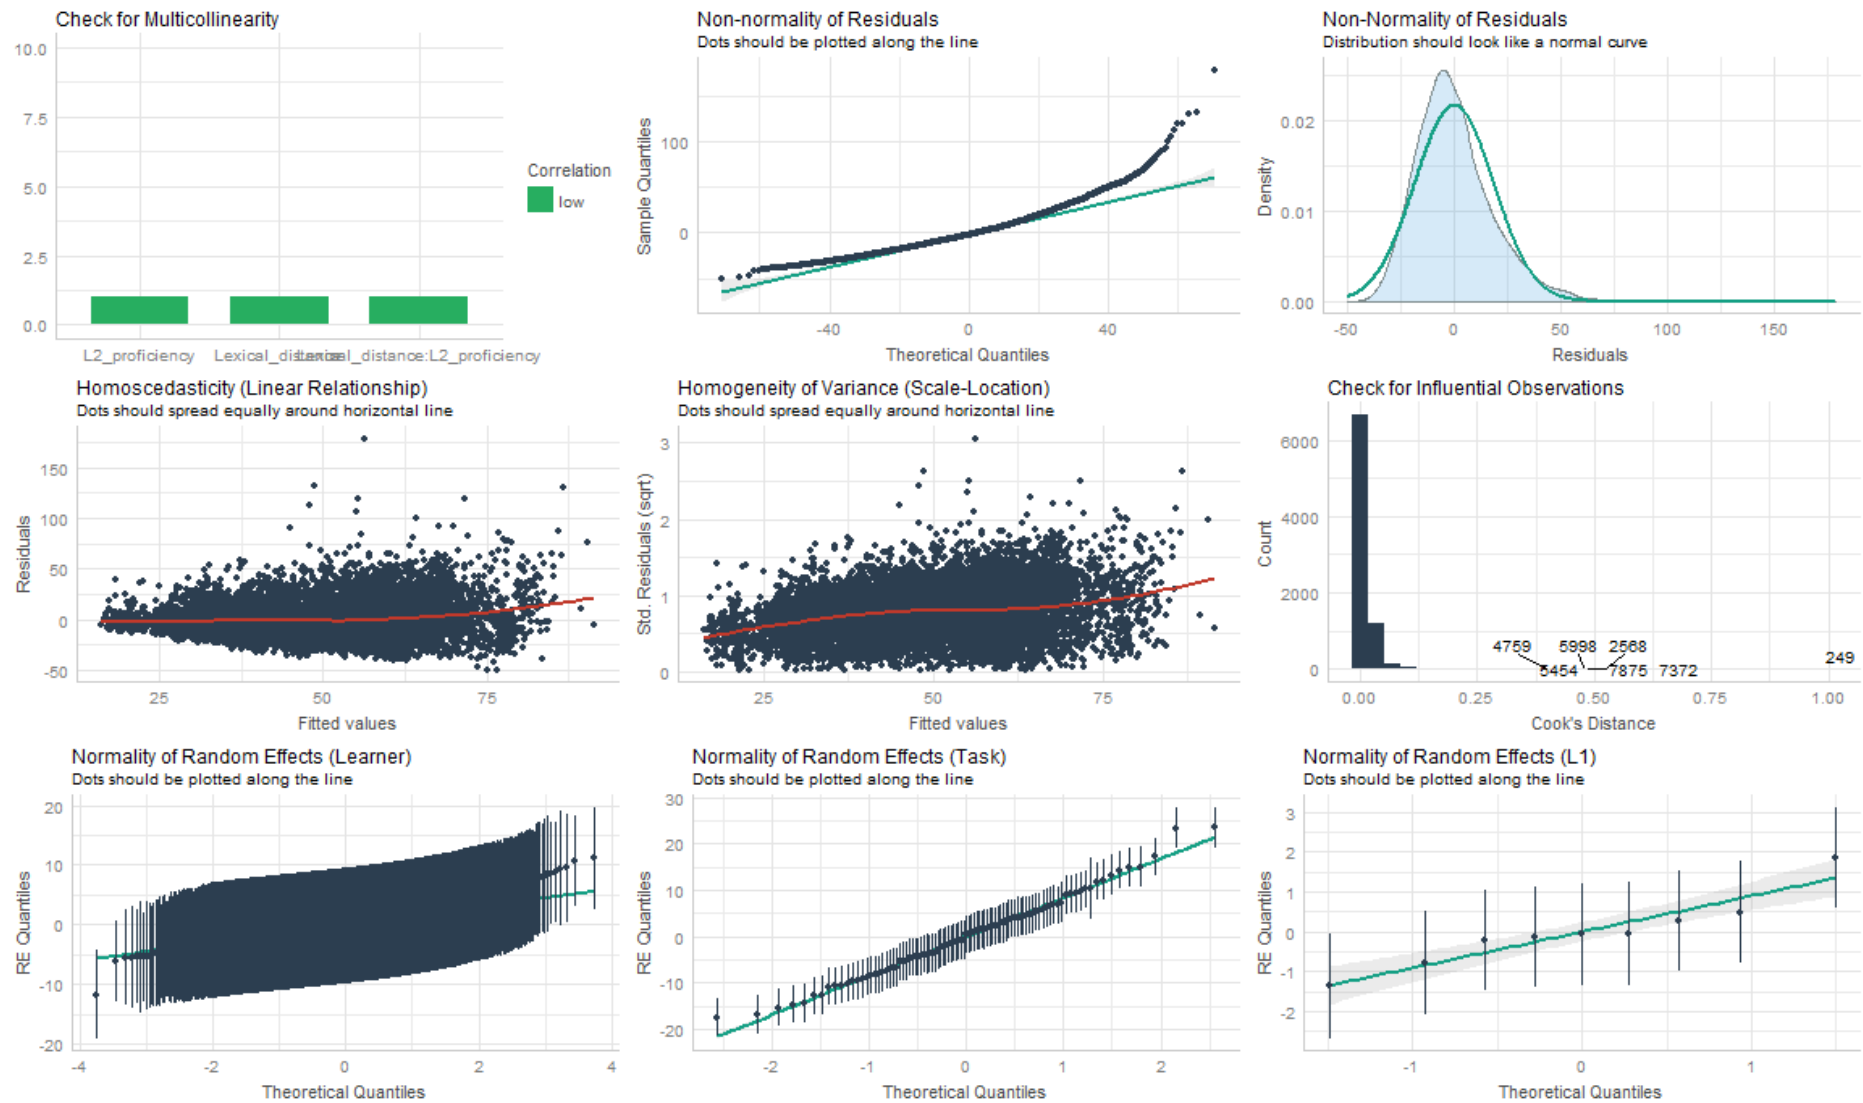 Check for Multicollinearity
10.0
7.5
5.0
2.5
0.0
L2_proficiency
Lexical_distance
Lexical_distance:L2_proficiency
Correlation
low
Non-normality of Residuals
Dots should be plotted along the line
Sample Quantiles
100
0
-40
0
40
Theoretical Quantiles
Non-Normality of Residuals
Distribution should look like a normal curve
Density
0.02
0.01
0.00
-50
0
50
100
150
Residuals
Homoscedasticity (Linear Relationship)
Dots should spread equally around horizontal line
Residuals
150
100
50
0
-50
25
50
75
Fitted values
Homogeneity of Variance (Scale-Location)
Dots should spread equally around horizontal line
Std. Residuals (sqrt)
3
2
1
0
25
50
75
Fitted values
Check for Influential Observations
Count
6000
4000
2000
0
4759
5998
2568
249
5454
7875
7372
0.00
0.25
0.50
0.75
1.00
Cook's Distance
Normality of Random Effects (Learner)
Dots should be plotted along the line
RE Quantiles
20
10
0
-10
-20
-4
-2
0
2
4
Theoretical Quantiles
Normality of Random Effects (Task)
Dots should be plotted along the line
RE Quantiles
30
20
10
0
-10
-20
-2
-1
0
1
2
Theoretical Quantiles
Normality of Random Effects (L1)
Dots should be plotted along the line
RE Quantiles
3
2
1
0
-1
-2
-1
0
1
Theoretical Quantiles